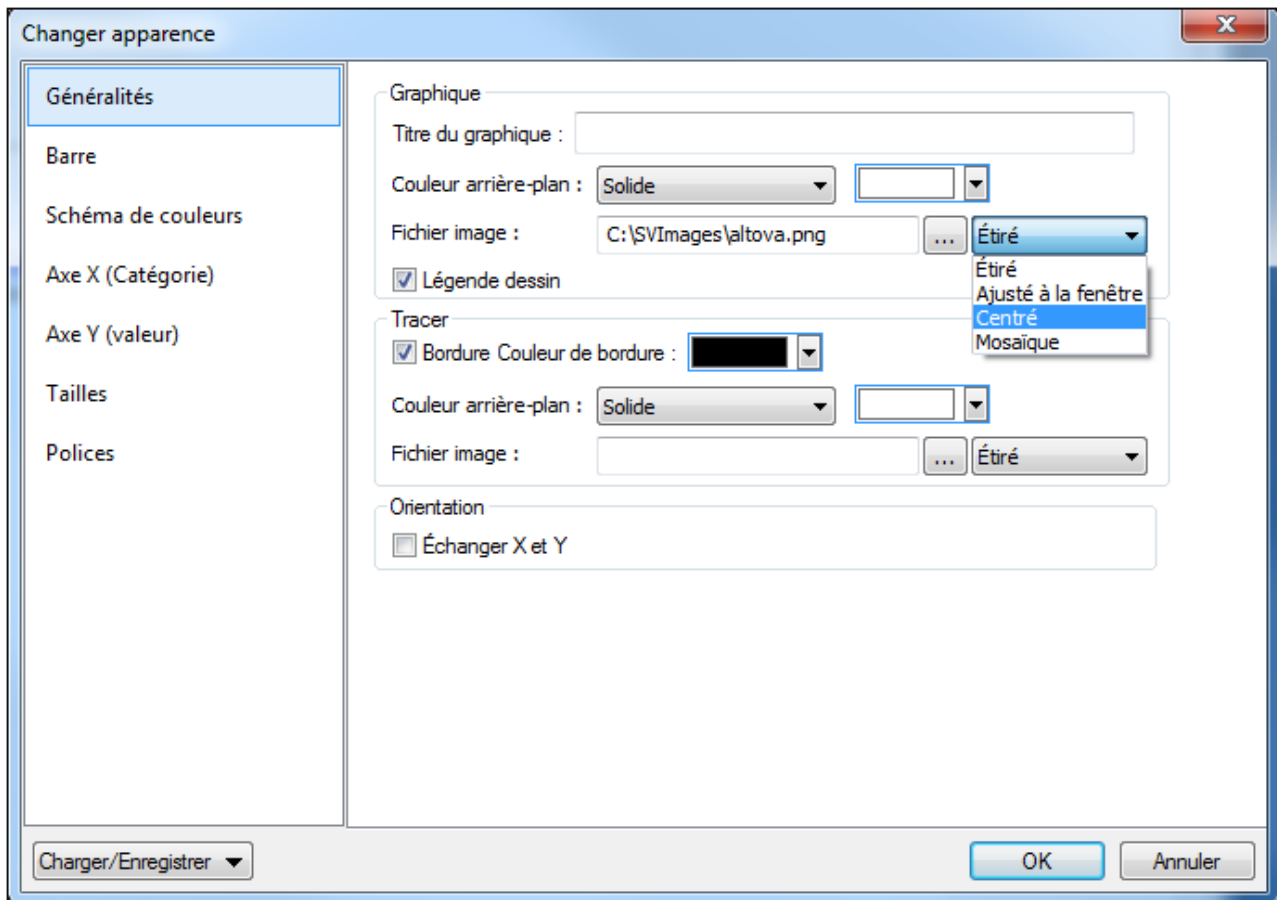 Changer apparence
Généralités
Barre
Schéma de couleurs
Axe X (Catégorie)
Axe Y (valeur)
Tailles
Polices
Graphique
Titre du graphique :
Couleur arrière-plan : Solide
Fichier image : C:\SVImages\altova.png ... Étiré
Étiré
Ajusté à la fenêtre
Centré
Mosaïque
Légende dessin
Tracer
Bordure Couleur de bordure :
Couleur arrière-plan : Solide
Fichier image : ... Étiré
Orientation
Échanger X et Y
Charger/Enregistrer OK Annuler